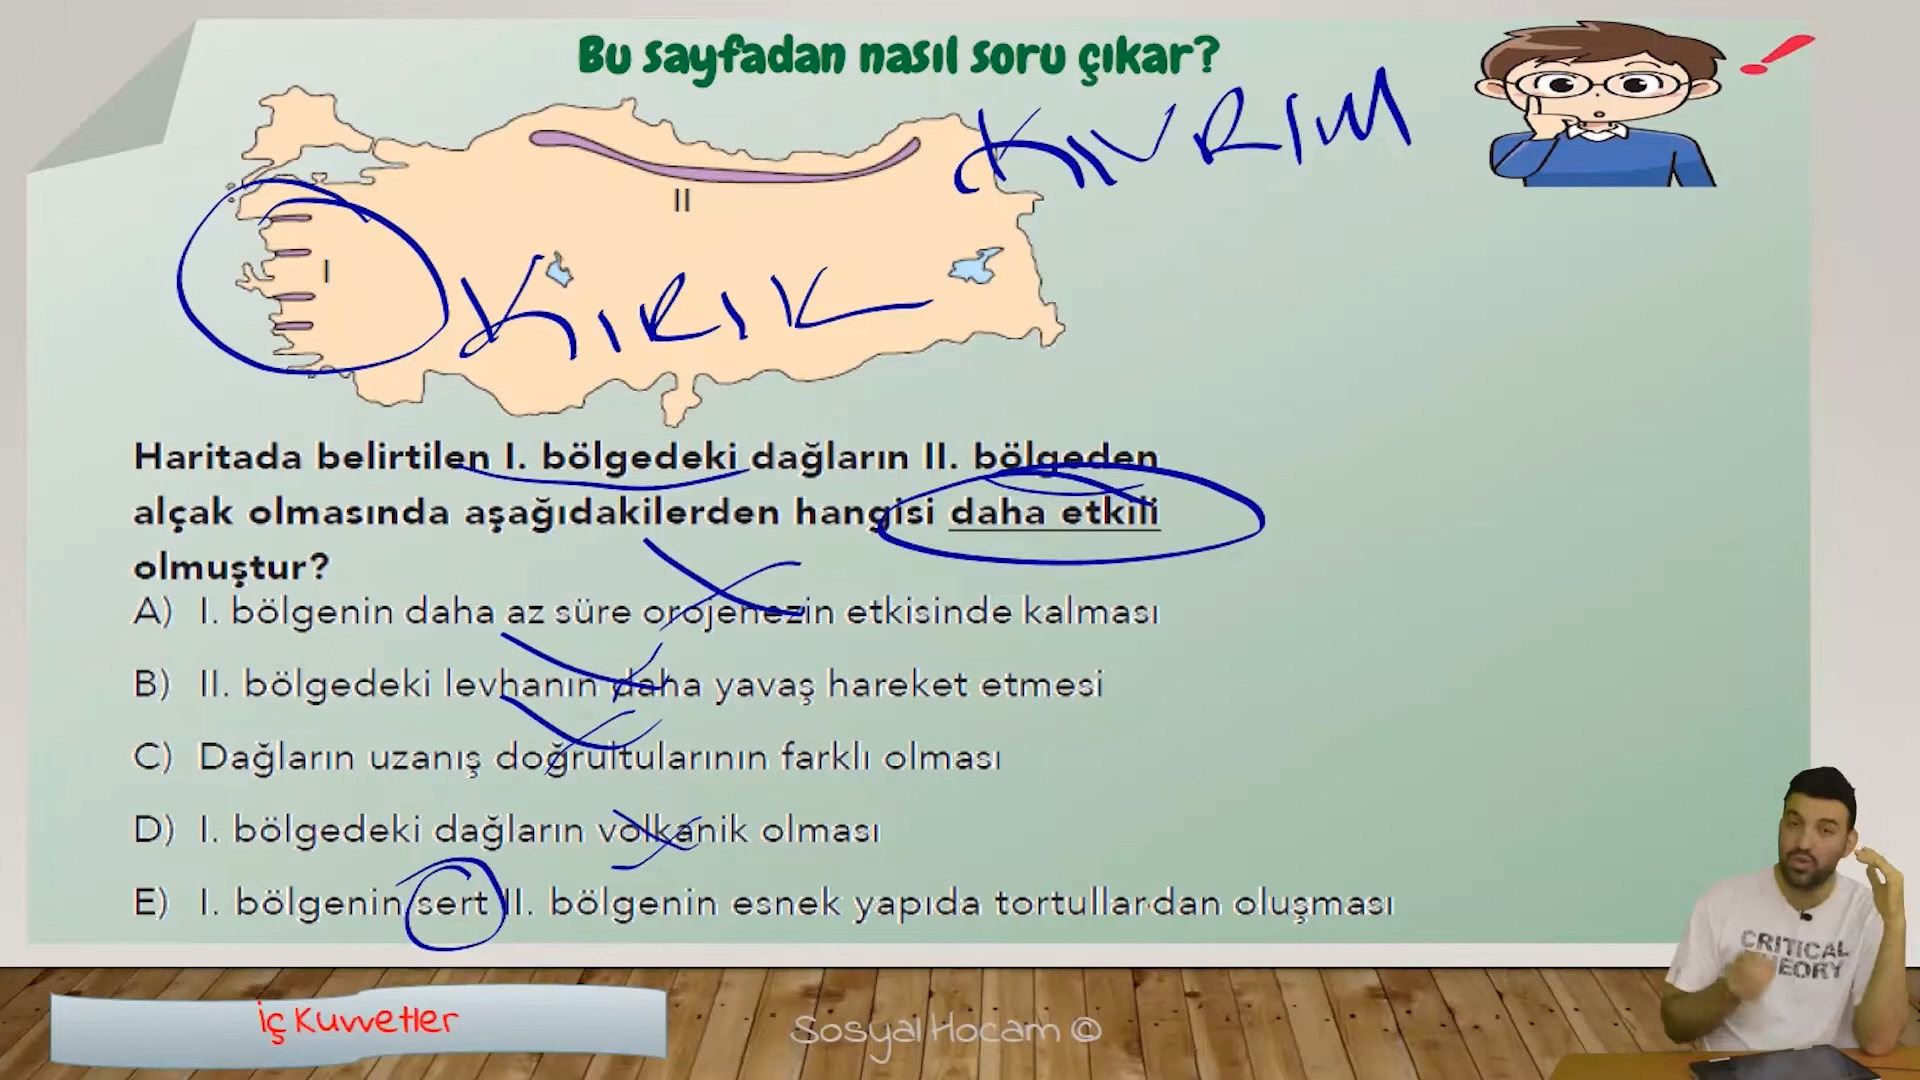 Bu sayfadan nasıl soru çıkar?
KIVRIM
II
I
KIRIK
Haritada belirtilen I. bölgedeki dağların II. bölgeden
alçak olmasında aşağıdakilerden hangisi daha etkili
olmuştur?
A) I. bölgenin daha az süre orojenezin etkisinde kalması
B) II. bölgedeki levhanın daha yavaş hareket etmesi
C) Dağların uzanış doğrultularının farklı olması
D) I. bölgedeki dağların volkanik olması
E) I. bölgenin sert II. bölgenin esnek yapıda tortullardan oluşması
CRITICAL
THEORY
İç Kuvvetler
Sosyal Hocam ©